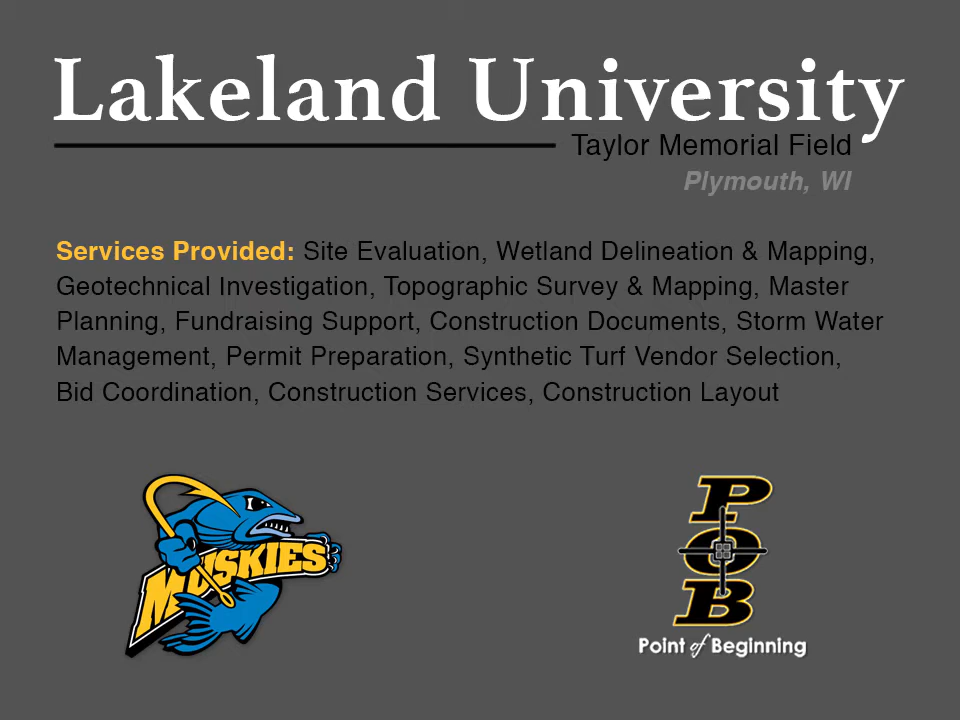 Lakeland University
Taylor Memorial Field
Plymouth, WI
Services Provided: Site Evaluation, Wetland Delineation & Mapping,
Geotechnical Investigation, Topographic Survey & Mapping, Master
Planning, Fundraising Support, Construction Documents, Storm Water
Management, Permit Preparation, Synthetic Turf Vendor Selection,
Bid Coordination, Construction Services, Construction Layout
MUSKIES
POB
Point of Beginning